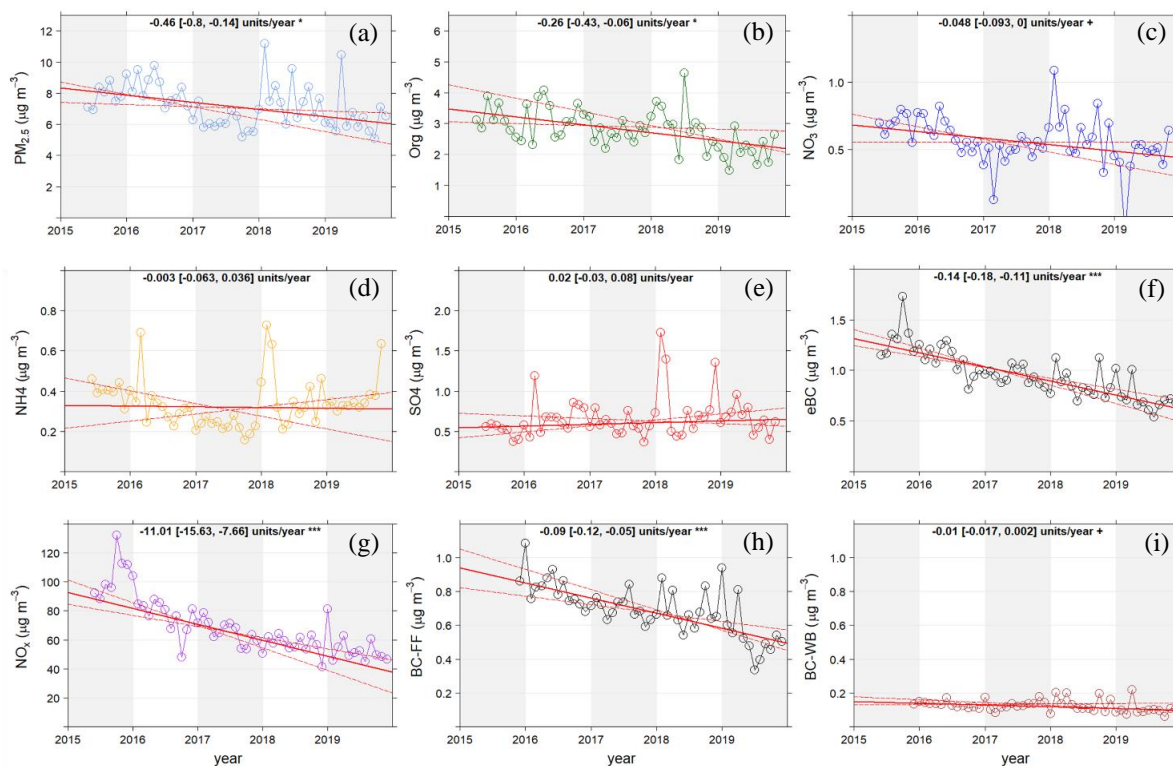 -0.46 [-0.8, -0.14] units/year *
(a)
PM2.5 (µg m−3)
12
10
8
6
4
2
2015 2016 2017 2018 2019
-0.26 [-0.43, -0.06] units/year *
(b)
Org (µg m−3)
6
5
4
3
2
1
0
2015 2016 2017 2018 2019
-0.048 [-0.093, 0] units/year +
(c)
NO3 (µg m−3)
1.0
0.5
2015 2016 2017 2018 2019
-0.003 [-0.063, 0.036] units/year
(d)
NH4 (µg m−3)
0.8
0.6
0.4
0.2
2015 2016 2017 2018 2019
0.02 [-0.03, 0.08] units/year
(e)
SO4 (µg m−3)
2.0
1.5
1.0
0.5
2015 2016 2017 2018 2019
-0.14 [-0.18, -0.11] units/year ***
(f)
eBC (µg m−3)
1.5
1.0
0.5
0.0
2015 2016 2017 2018 2019
-11.01 [-15.63, -7.66] units/year ***
(g)
NOx (µg m−3)
120
100
80
60
40
20
0
2015 2016 2017 2018 2019
year
-0.09 [-0.12, -0.05] units/year ***
(h)
BC-FF (µg m−3)
1.0
0.8
0.6
0.4
0.2
2015 2016 2017 2018 2019
year
-0.01 [-0.017, 0.002] units/year +
(i)
BC-WB (µg m−3)
1.0
0.8
0.6
0.4
0.2
0.0
2015 2016 2017 2018 2019
year